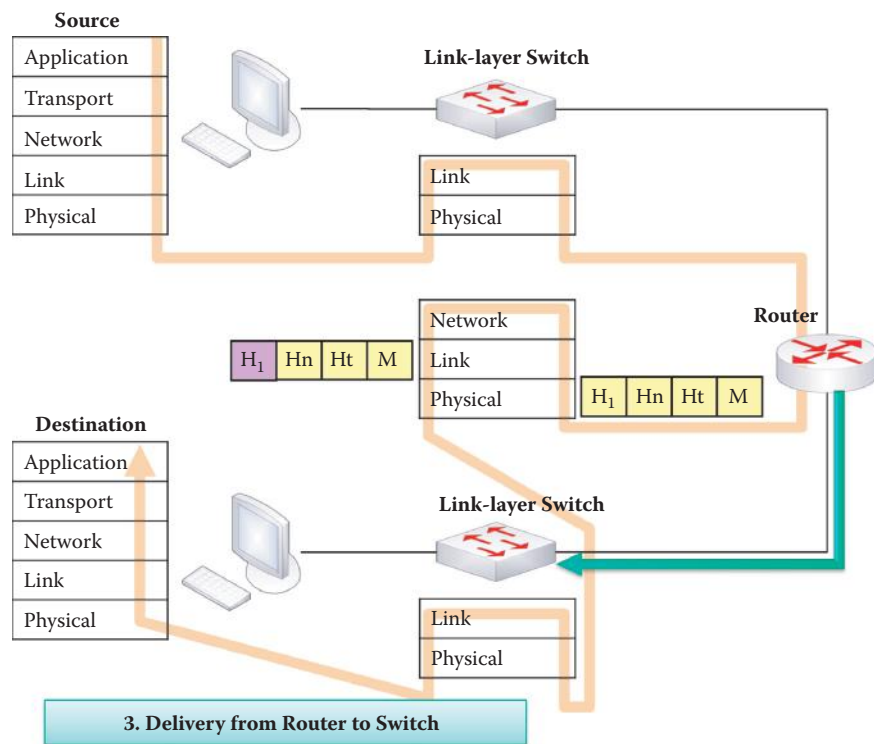 Source
Application
Transport
Network
Link
Physical
Link-layer Switch
Link
Physical
Router
Network
Link
Physical
H₁ Hn Ht M
H₁ Hn Ht M
Destination
Application
Transport
Network
Link
Physical
Link-layer Switch
Link
Physical
3. Delivery from Router to Switch